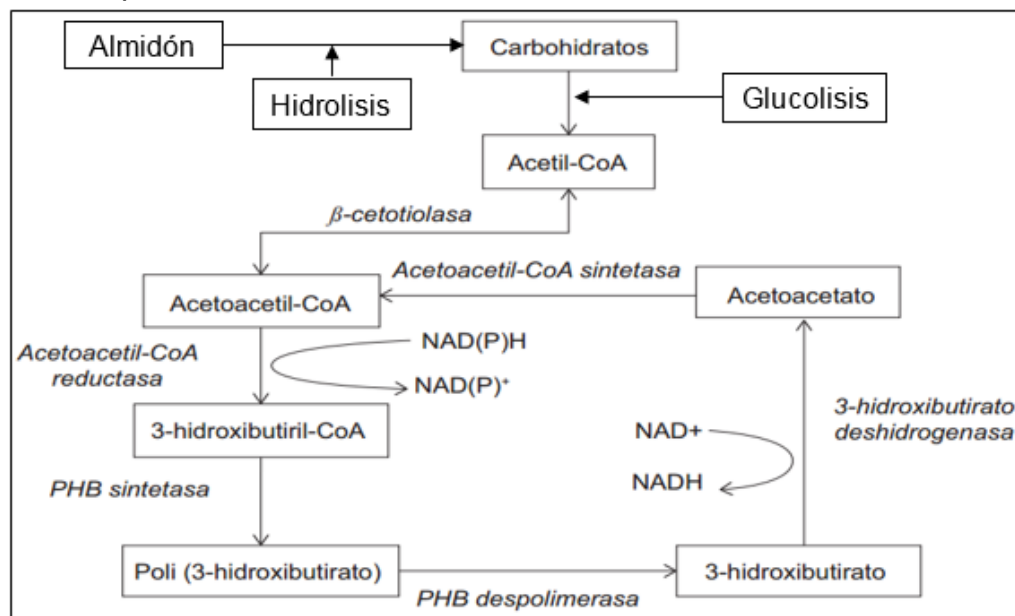 Almidón
Carbohidratos
Hidrolisis
Glucolisis
Acetil-CoA
β-cetotiolasa
Acetoacetil-CoA sintetasa
Acetoacetil-CoA
Acetoacetato
Acetoacetil-CoA
reductasa
NAD(P)H
NAD(P)⁺
3-hidroxibutiril-CoA
3-hidroxibutirato
deshidrogenasa
NAD+
NADH
PHB sintetasa
Poli (3-hidroxibutirato)
3-hidroxibutirato
PHB despolimerasa